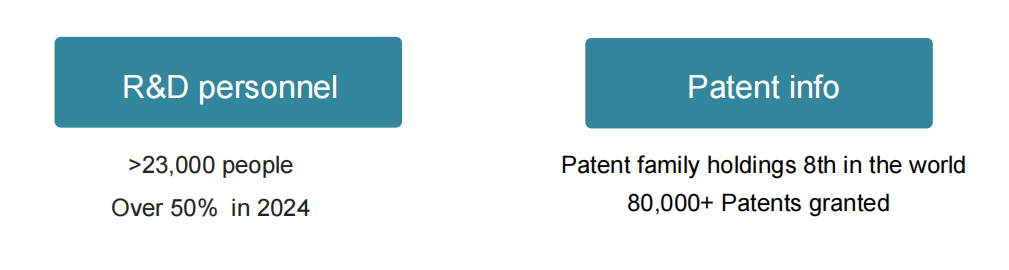 R&D personnel
>23,000 people
Over 50%  in 2024
Patent info
Patent family holdings 8th in the world
80,000+ Patents granted